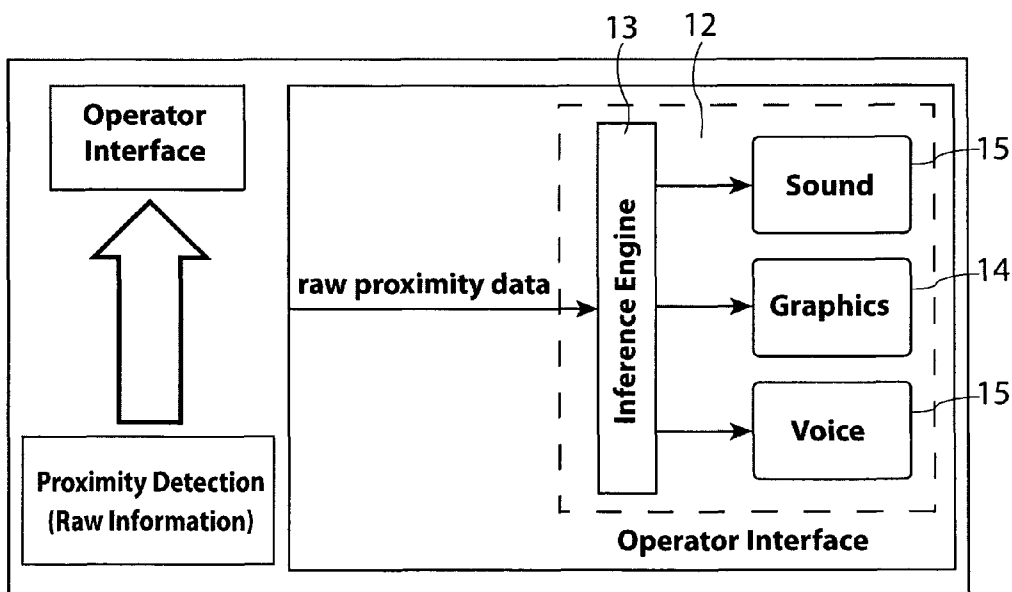 13
12
Operator
Interface
Sound
15
raw proximity data
Inference Engine
Graphics
14
Voice
15
Proximity Detection
(Raw Information)
Operator Interface